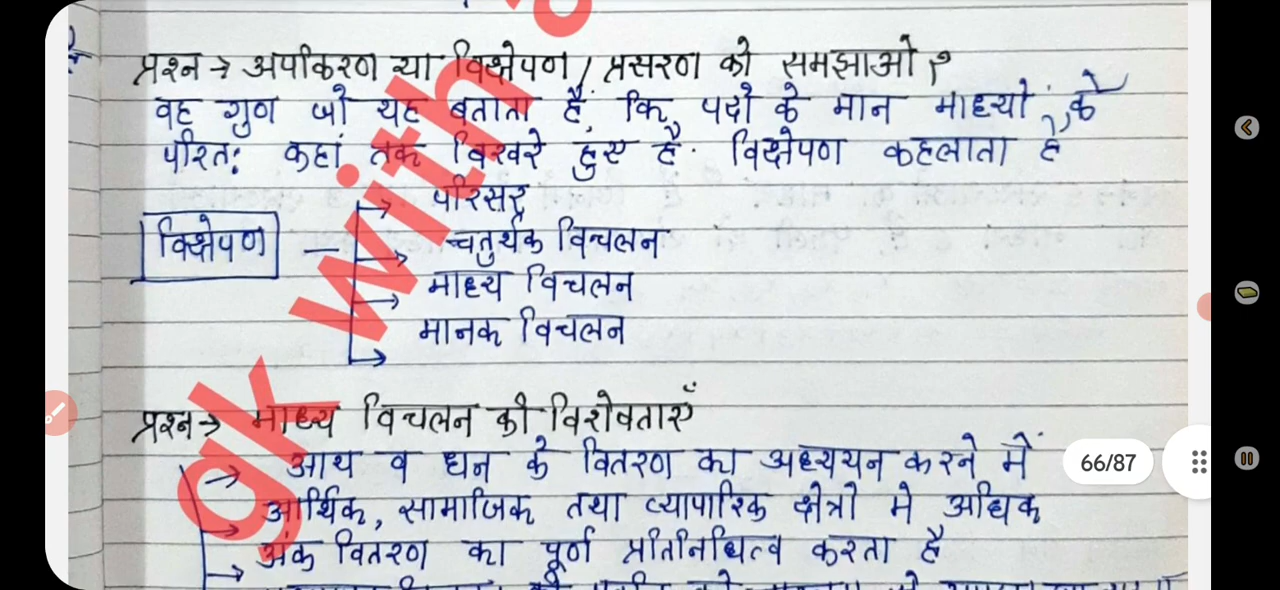 प्रश्न → अपकिरण या विक्षेपण / प्रसरण को समझाओ ?
वह गुण जो यह बताता है, कि पदो के मान माध्यो के
परितः कहां तक बिखरे हुए है. विक्षेपण कहलाता है
विक्षेपण
→ परिसर
→ चतुर्थक विचलन
→ माध्य विचलन
→ मानक विचलन
प्रश्न → माध्य विचलन की विशेषताएँ
→ आय व धन के वितरण का अध्ययन करने में
→ आर्थिक, सामाजिक तथा व्यापारिक क्षेत्रो मे अधिक
→ अंक वितरण का पूर्ण प्रतिनिधित्व करता है
gk with
66/87